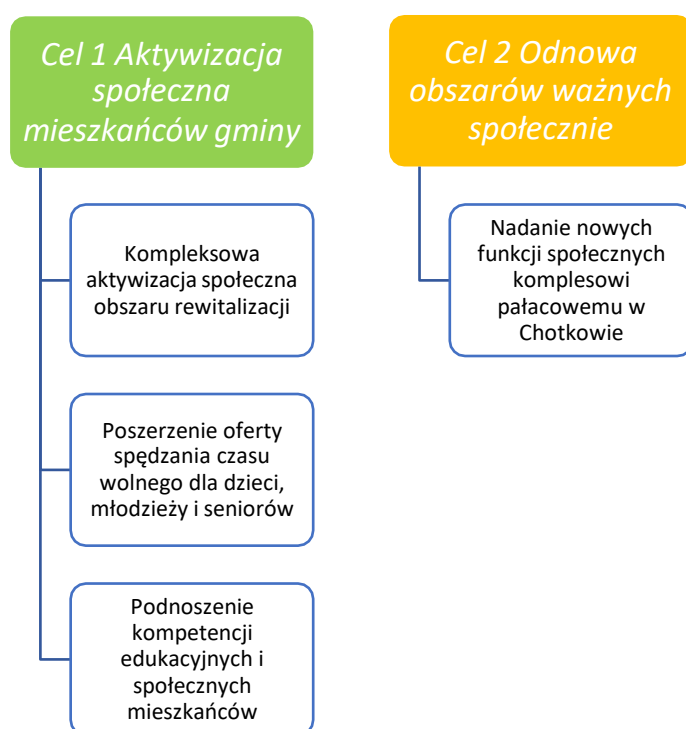 Cel 1 Aktywizacja
społeczna
mieszkańców gminy
Kompleksowa
aktywizacja społeczna
obszaru rewitalizacji
Poszerzenie oferty
spędzania czasu
wolnego dla dzieci,
młodzieży i seniorów
Podnoszenie
kompetencji
edukacyjnych i
społecznych
mieszkańców
Cel 2 Odnowa
obszarów ważnych
społecznie
Nadanie nowych
funkcji społecznych
komplesowi
pałacowemu w
Chotkowie